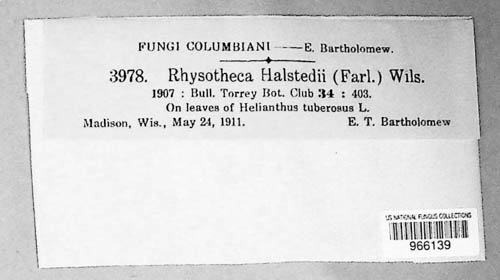 FUNGI COLUMBIANI — E. Bartholomew.
3978. Rhysotheca Halstedii (Farl.) Wils.
1907 : Bull. Torrey Bot. Club 34 : 403.
On leaves of Helianthus tuberosus L.
Madison, Wis., May 24, 1911. E. T. Bartholomew
US NATIONAL FUNGUS COLLECTIONS
966139